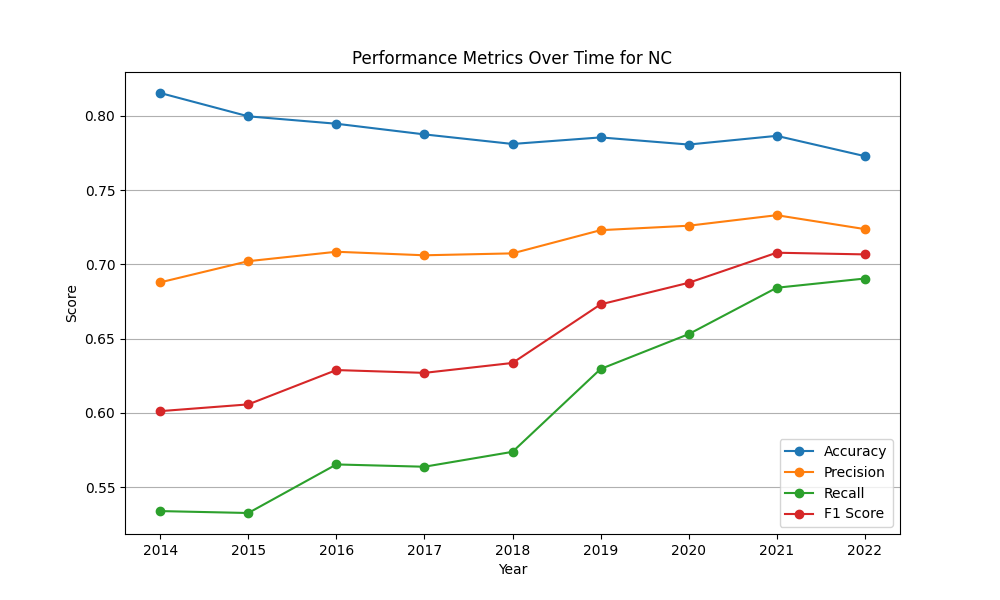 Performance Metrics Over Time for NC
Score
0.80
0.75
0.70
0.65
0.60
0.55
Accuracy
Precision
Recall
F1 Score
2014 2015 2016 2017 2018 2019 2020 2021 2022
Year